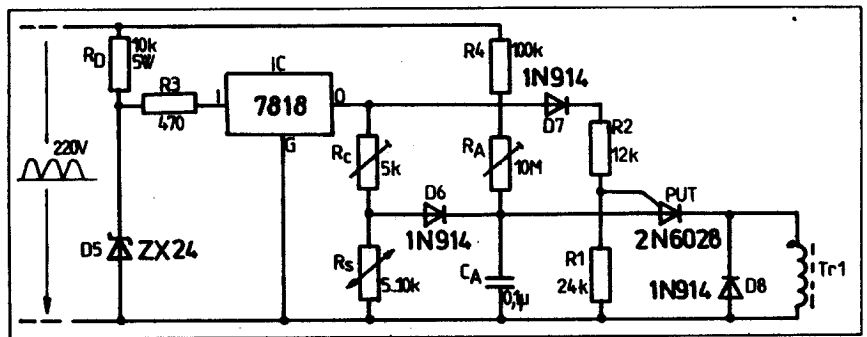 220V
RD
10k
5W
R3
470
D5
ZX24
IC
I
7818
O
G
RC
5k
RS
5..10k
D6
1N914
R4
100k
RA
10M
CA
0,1µ
1N914
D7
R2
12k
R1
24k
PUT
2N6028
1N914
D8
Tr1